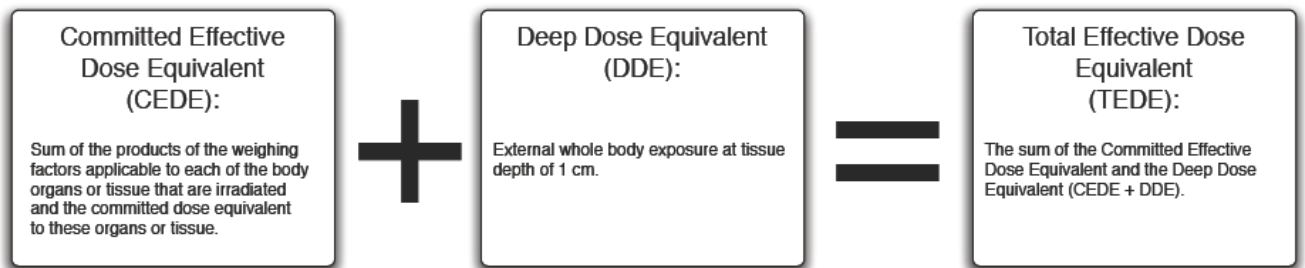 Committed Effective
Dose Equivalent
(CEDE):
Sum of the products of the weighing
factors applicable to each of the body
organs or tissue that are irradiated
and the committed dose equivalent
to these organs or tissue.
+
Deep Dose Equivalent
(DDE):
External whole body exposure at tissue
depth of 1 cm.
=
Total Effective Dose
Equivalent
(TEDE):
The sum of the Committed Effective
Dose Equivalent and the Deep Dose
Equivalent (CEDE + DDE).